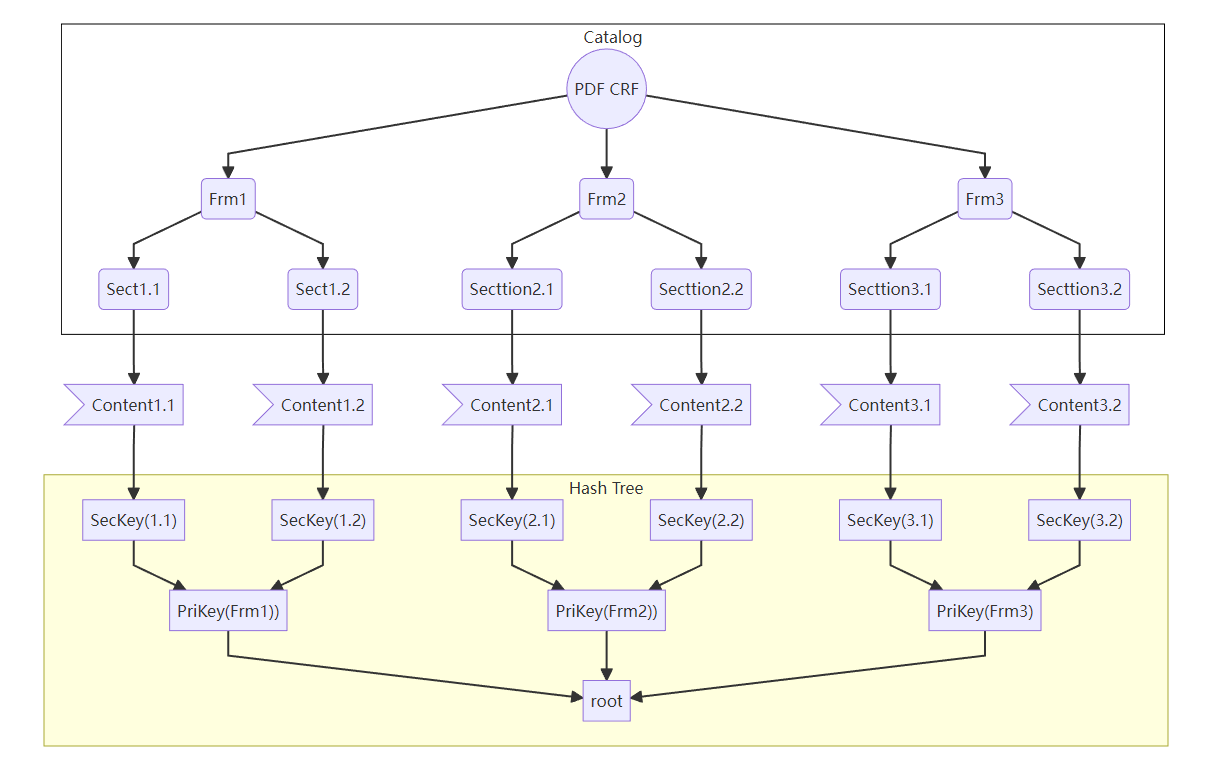 Catalog
PDF CRF
Frm1
Frm2
Frm3
Sect1.1
Sect1.2
Secttion2.1
Secttion2.2
Secttion3.1
Secttion3.2
Content1.1
Content1.2
Content2.1
Content2.2
Content3.1
Content3.2
Hash Tree
SecKey(1.1)
SecKey(1.2)
SecKey(2.1)
SecKey(2.2)
SecKey(3.1)
SecKey(3.2)
PriKey(Frm1))
PriKey(Frm2))
PriKey(Frm3)
root